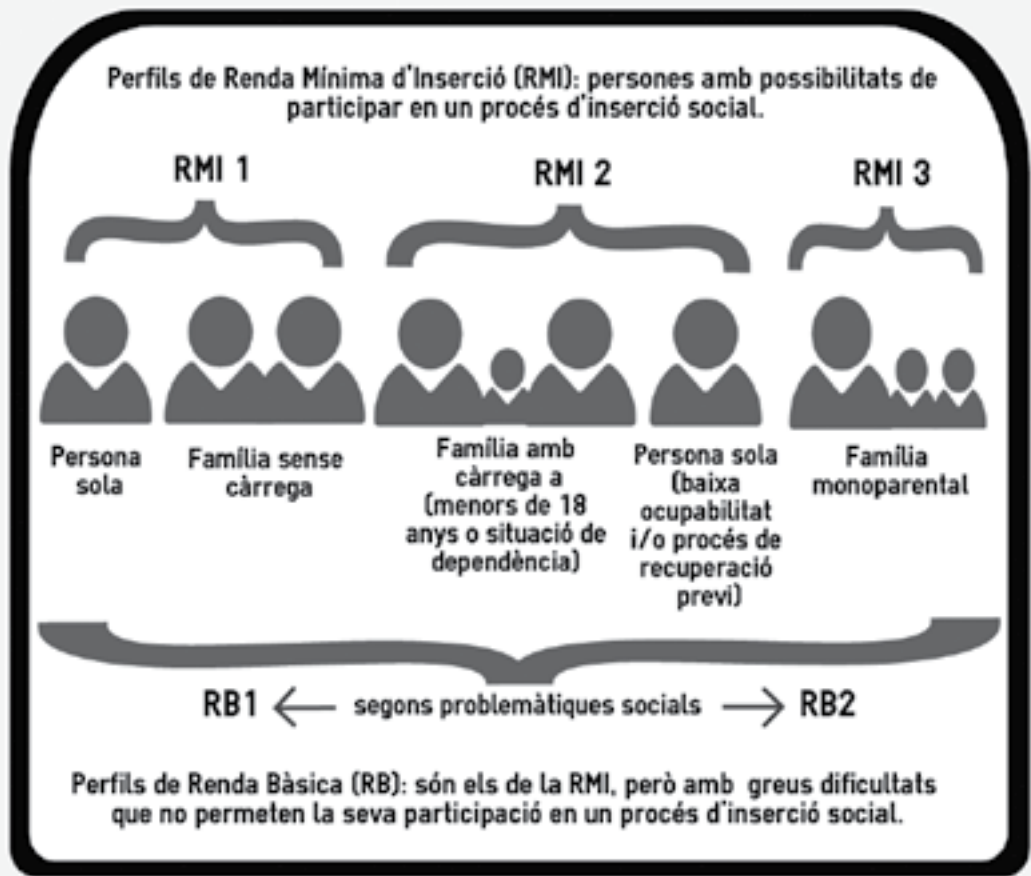 Perfils de Renda Mínima d'Inserció (RMI): persones amb possibilitats de
participar en un procés d'inserció social.
RMI 1
RMI 2
RMI 3
Persona
sola
Família sense
càrrega
Família amb
càrrega a
(menors de 18
anys o situació de
dependència)
Persona sola
(baixa
ocupabilitat
i/o procés de
recuperació
previ)
Família
monoparental
RB1 ← segons problemàtiques socials → RB2
Perfils de Renda Bàsica (RB): són els de la RMI, però amb greus dificultats
que no permeten la seva participació en un procés d'inserció social.